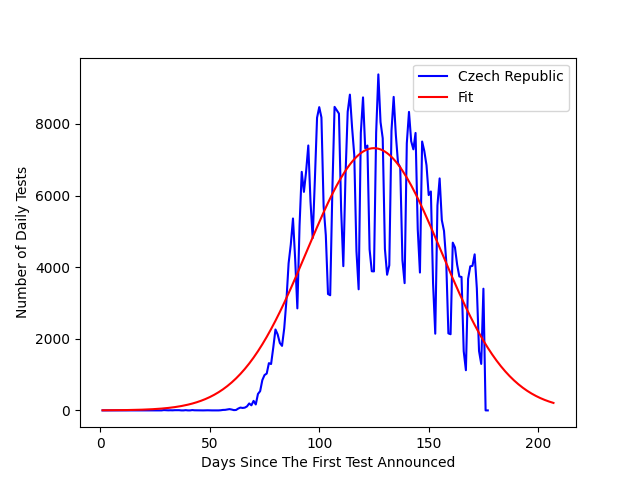 Czech Republic
Fit
Number of Daily Tests
8000
6000
4000
2000
0
0 50 100 150 200
Days Since The First Test Announced